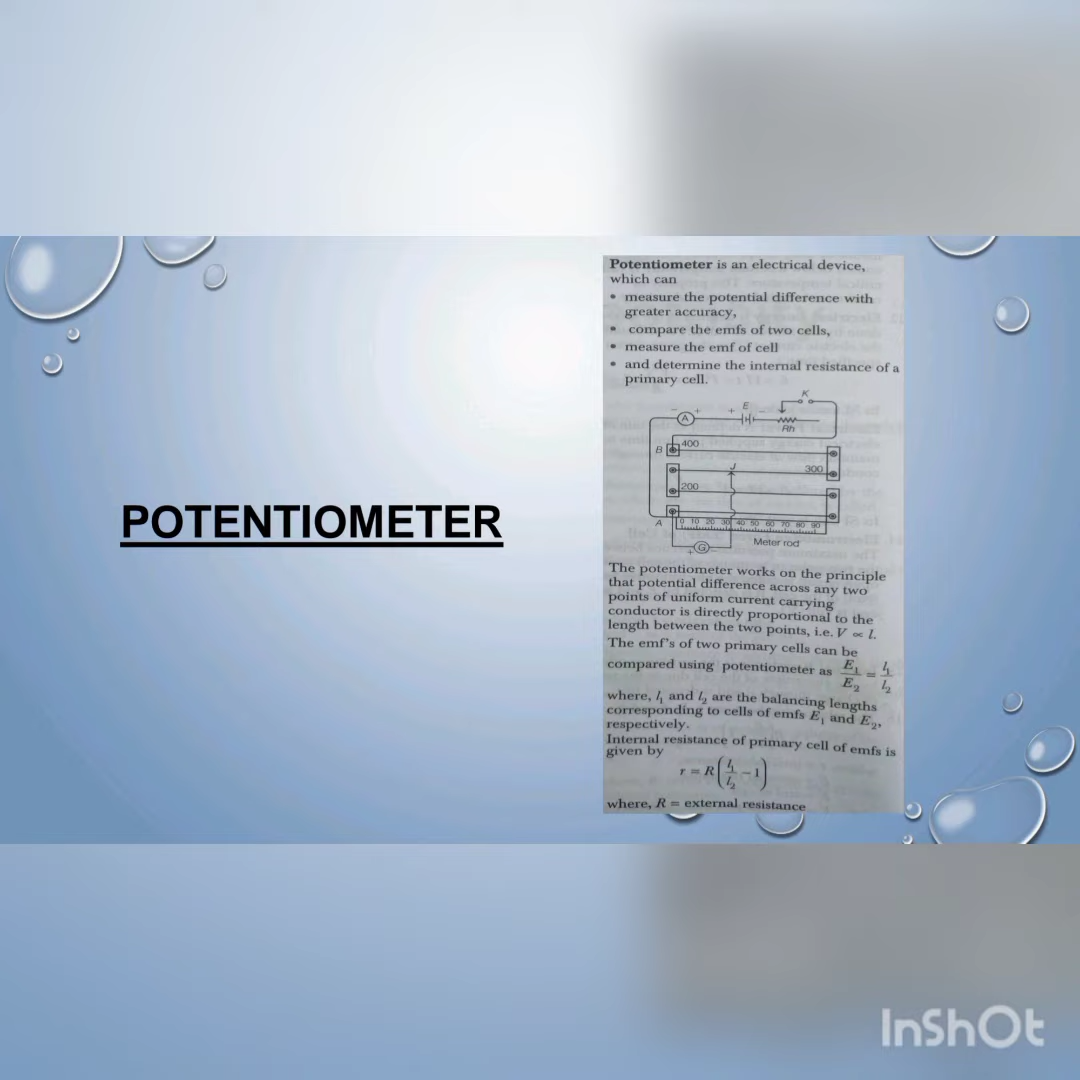 POTENTIOMETER
Potentiometer is an electrical device,
which can
• measure the potential difference with
greater accuracy,
• compare the emfs of two cells,
• measure the emf of cell
• and determine the internal resistance of a
primary cell.
K
− A + + E −
Rh
B 400
J 300
200
A 0 10 20 30 40 50 60 70 80 90
+ G − Meter rod
The potentiometer works on the principle
that potential difference across any two
points of uniform current carrying
conductor is directly proportional to the
length between the two points, i.e. V ∝ l.
The emf's of two primary cells can be
compared using potentiometer as E₁/E₂ = l₁/l₂
where, l₁ and l₂ are the balancing lengths
corresponding to cells of emfs E₁ and E₂,
respectively.
Internal resistance of primary cell of emfs is
given by
r = R(l₁/l₂ − 1)
where, R = external resistance
InShOt